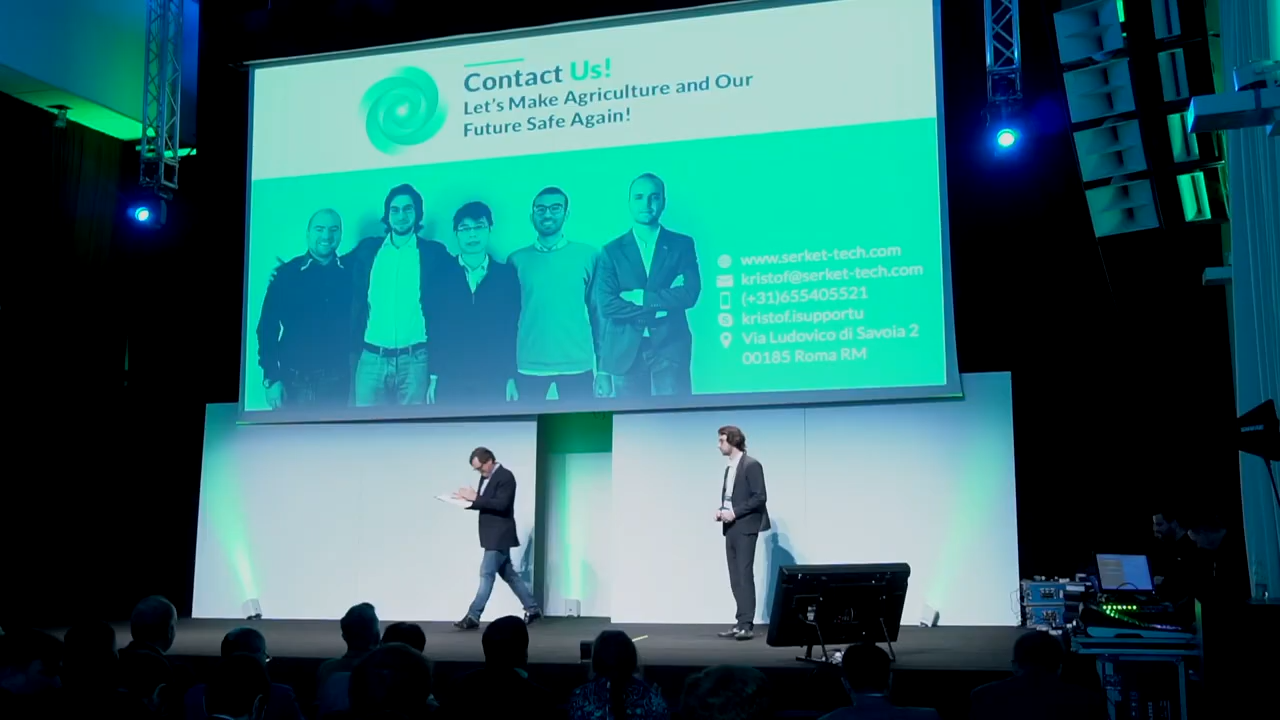 Contact Us!
Let's Make Agriculture and Our
Future Safe Again!
www.serket-tech.com
kristof@serket-tech.com
(+31)655405521
kristof.isupportu
Via Ludovico di Savoia 2
00185 Roma RM